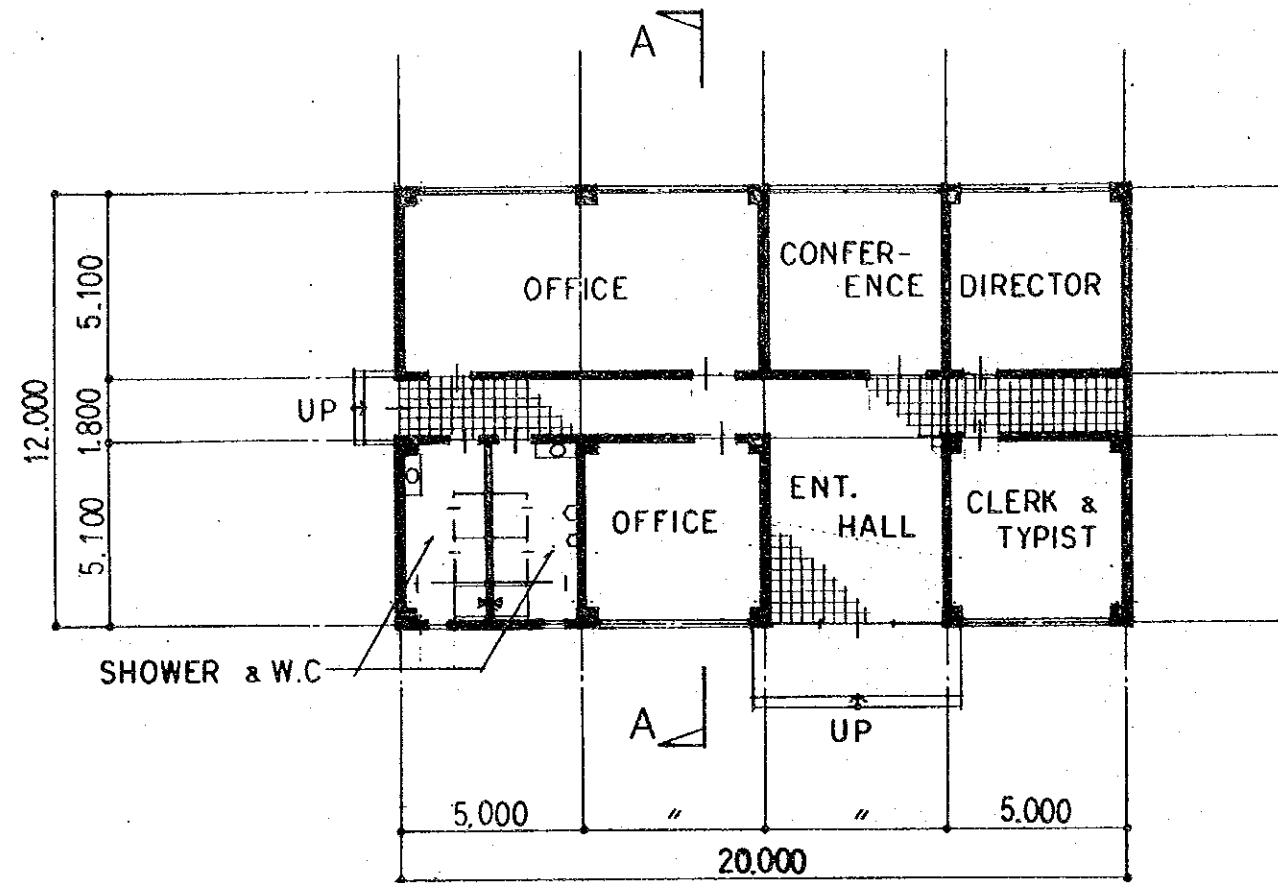 A
CONFER-
ENCE
OFFICE
DIRECTOR
5.100
12.000
1.800
UP
5.100
ENT.
HALL
OFFICE
CLERK &
TYPIST
SHOWER & W.C
A
UP
5,000
〃
〃
5.000
20.000